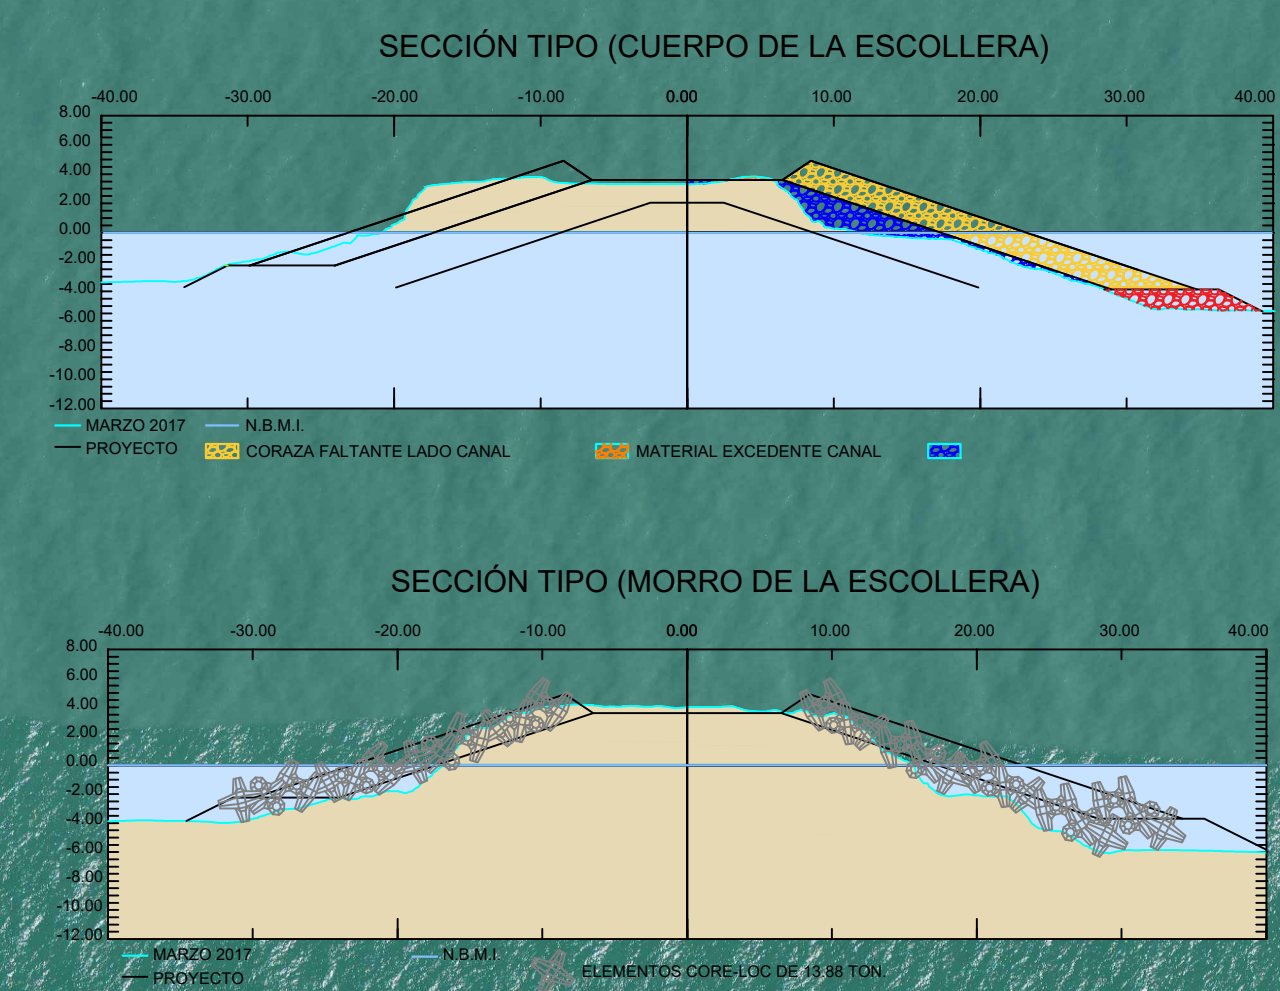 SECCIÓN TIPO (CUERPO DE LA ESCOLLERA)
-40.00 -30.00 -20.00 -10.00 0.00 10.00 20.00 30.00 40.00
8.00
6.00
4.00
2.00
0.00
-2.00
-4.00
-6.00
-8.00
-10.00
-12.00
MARZO 2017 N.B.M.I.
PROYECTO CORAZA FALTANTE LADO CANAL MATERIAL EXCEDENTE CANAL
SECCIÓN TIPO (MORRO DE LA ESCOLLERA)
-40.00 -30.00 -20.00 -10.00 0.00 10.00 20.00 30.00 40.00
8.00
6.00
4.00
2.00
0.00
-2.00
-4.00
-6.00
-8.00
-10.00
-12.00
MARZO 2017 N.B.M.I.
PROYECTO ELEMENTOS CORE-LOC DE 13.88 TON.